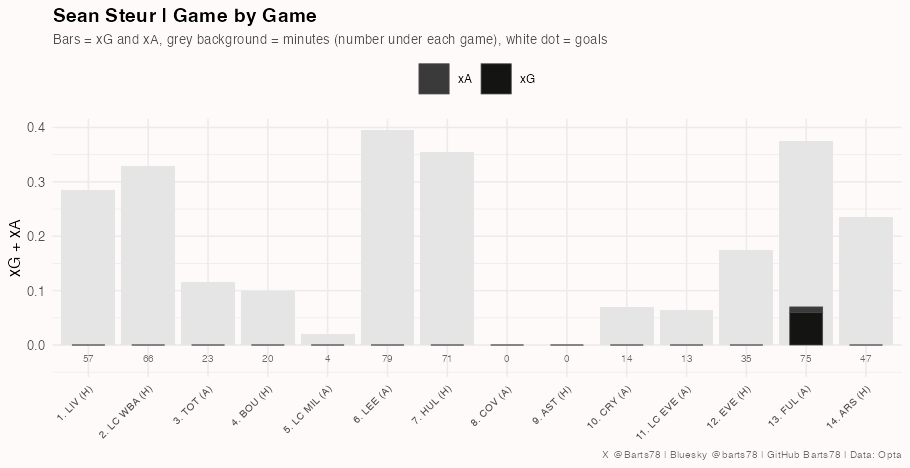 Sean Steur | Game by Game
Bars = xG and xA, grey background = minutes (number under each game), white dot = goals
xA xG
xG + xA
0.4
0.3
0.2
0.1
0.0
57 66 23 20 4 79 71 0 0 14 13 35 75 47
1. LIV (H)
2. LC WBA (H)
3. TOT (A)
4. BOU (H)
5. LC MIL (A)
6. LEE (A)
7. HUL (H)
8. COV (A)
9. AST (H)
10. CRY (A)
11. LC EVE (A)
12. EVE (H)
13. FUL (A)
14. ARS (H)
X @Barts78 | Bluesky @barts78 | GitHub Barts78 | Data: Opta